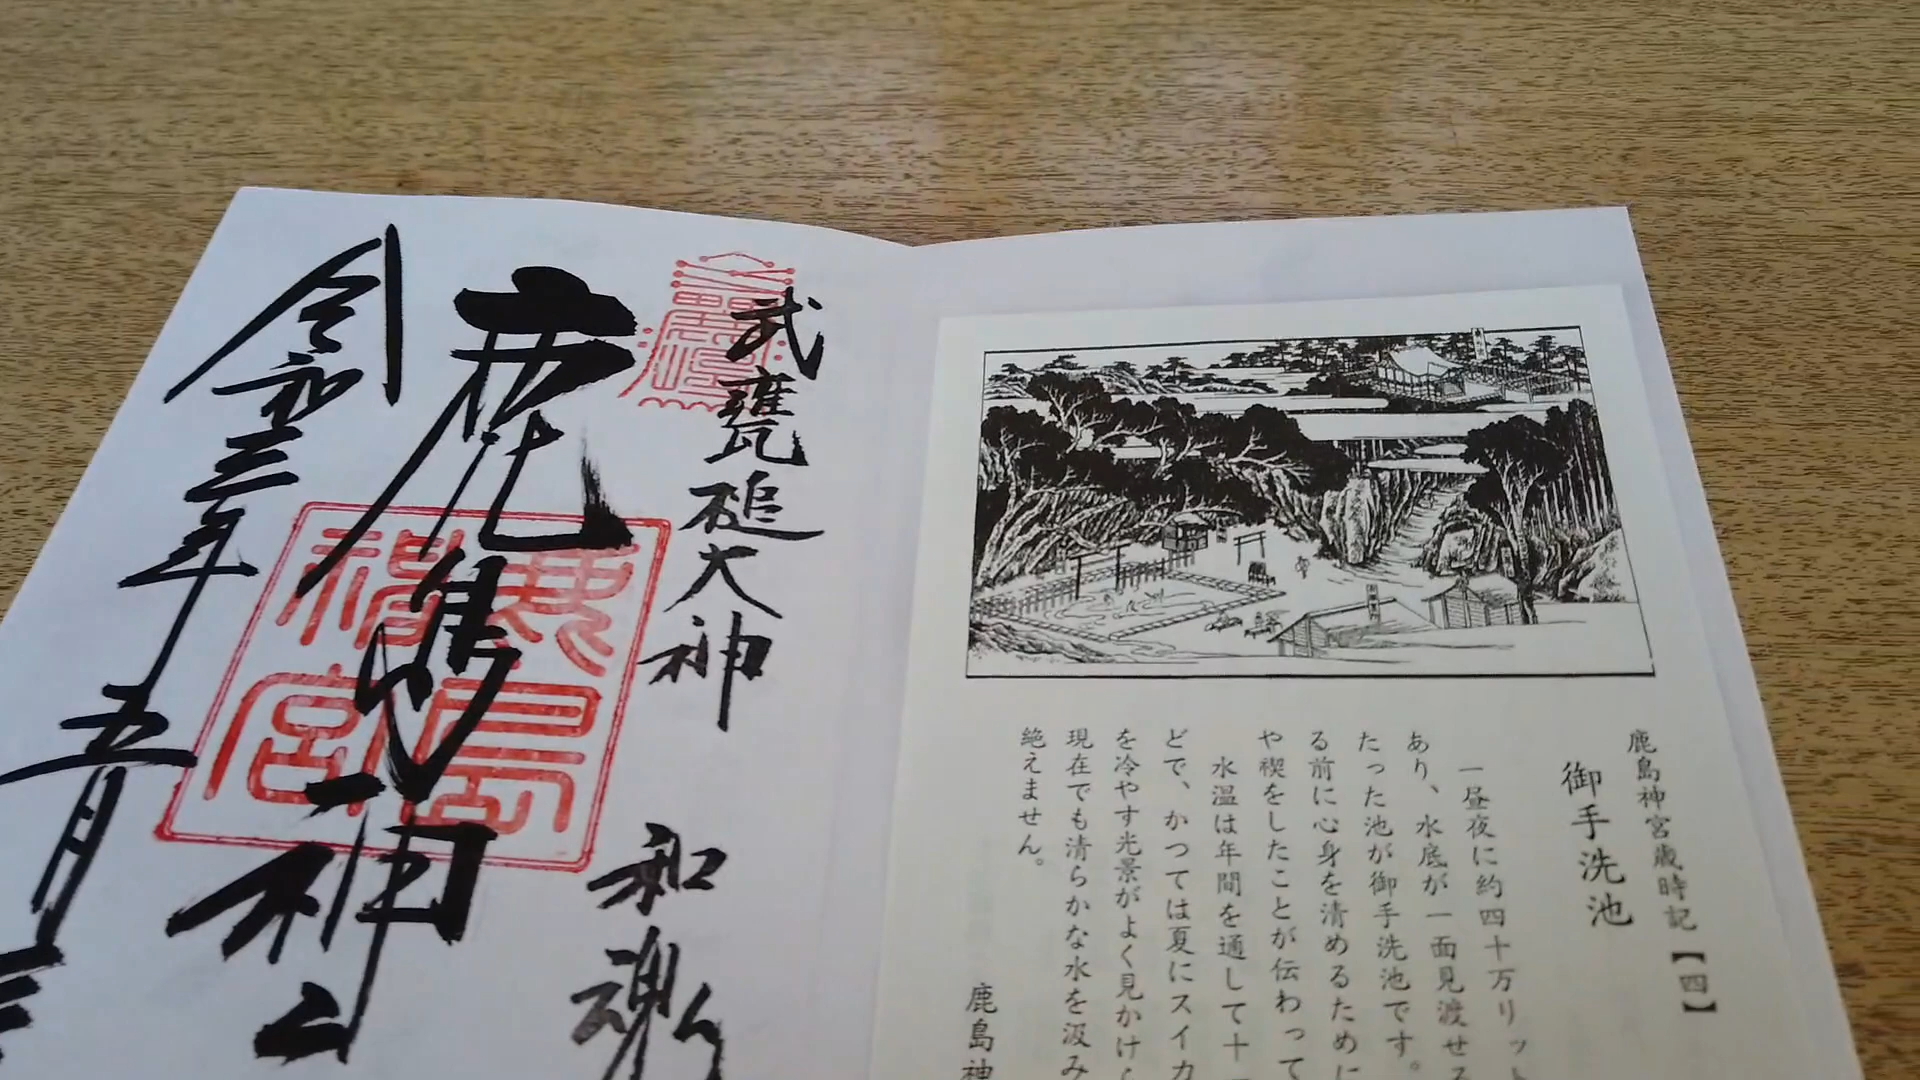 鹿島神宮歳時記【四】
御手洗池
一昼夜に約四十万リット
あり、水底が一面見渡せる
たった池が御手洗池です。
る前に心身を清めるために
や禊をしたことが伝わって
水温は年間を通して十
どで、かつては夏にスイカ
を冷やす光景がよく見かけら
現在でも清らかな水を汲み
絶えません。
鹿島神
武甕槌大神
和魂
鹿島神
令和三年五月三
鹿島神宮